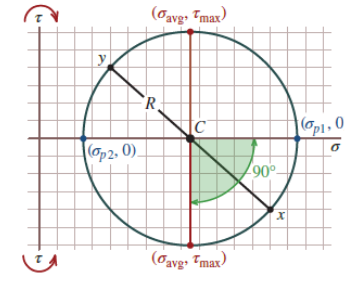 τ
(σavg, τmax)
y
R
C
(σp1, 0
(σp2, 0)
σ
90°
x
τ
(σavg, τmax)